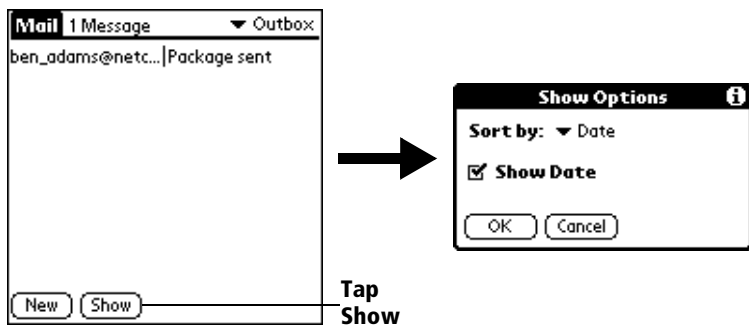 Mail 1 Message Outbox
ben_adams@netc...|Package sent
New Show
Tap
Show
Show Options
Sort by: Date
Show Date
OK Cancel